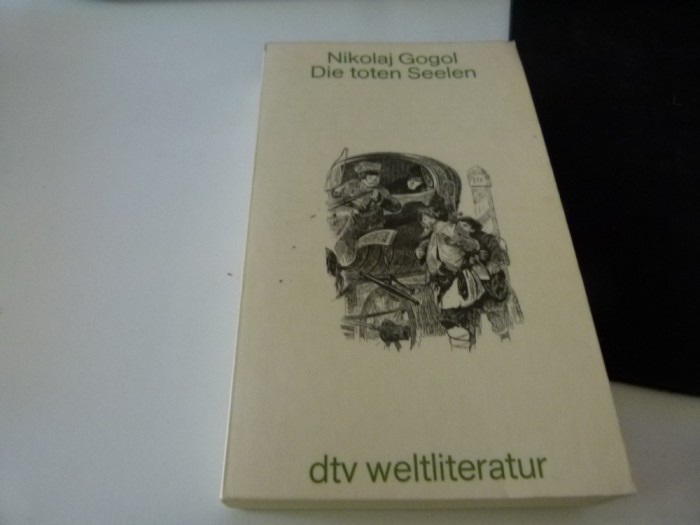 Nikolaj Gogol
Die toten Seelen
dtv weltliteratur